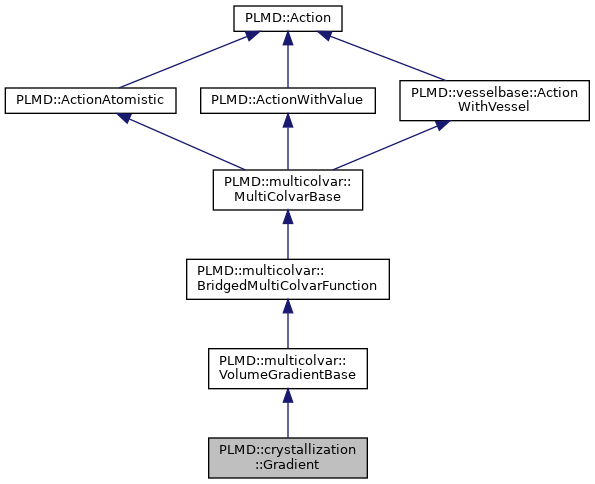 PLMD::Action
PLMD::ActionAtomistic
PLMD::ActionWithValue
PLMD::vesselbase::Action
WithVessel
PLMD::multicolvar::
MultiColvarBase
PLMD::multicolvar::
BridgedMultiColvarFunction
PLMD::multicolvar::
VolumeGradientBase
PLMD::crystallization
::Gradient